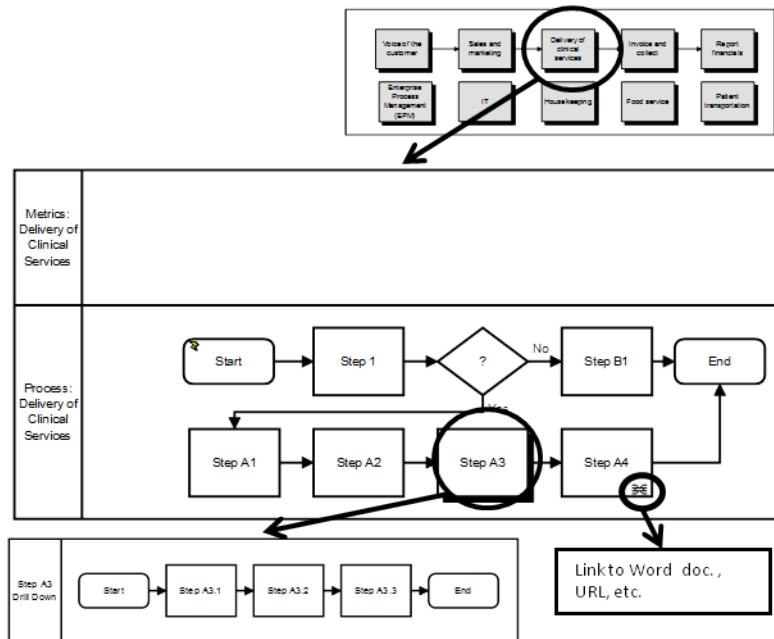 Voice of the
customer
Sales and
marketing
Delivery of
clinical
services
Invoice and
collect
Report
financials
Enterprise
Process
Management
(EPM)
IT
Housekeeping
Food service
Patient
transportation
Metrics:
Delivery of
Clinical
Services
Process:
Delivery of
Clinical
Services
Start
Step 1
?
No
Step B1
End
Yes
Step A1
Step A2
Step A3
Step A4
Step A3
Drill Down
Start
Step A3.1
Step A3.2
Step A3.3
End
Link to Word doc.,
URL, etc.